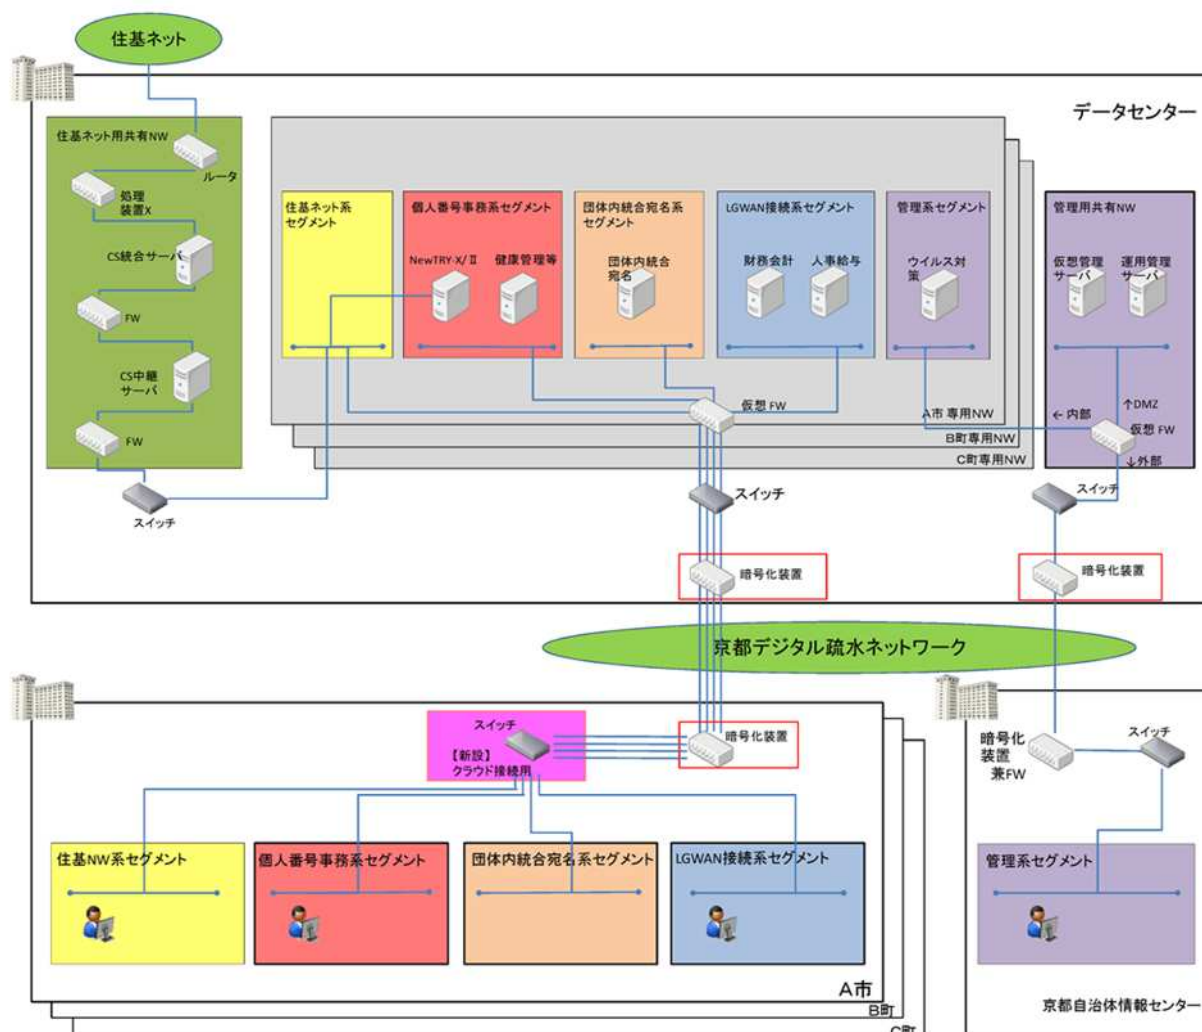 住基ネット
データセンター
住基ネット用共有NW
ルータ
処理
装置X
CS統合サーバ
FW
CS中継
サーバ
FW
スイッチ
住基ネット系
セグメント
個人番号事務系セグメント
NewTRY-X/Ⅱ
健康管理等
団体内統合宛名系
セグメント
団体内統合
宛名
LGWAN接続系セグメント
財務会計
人事給与
管理系セグメント
ウイルス対
策
仮想 FW
A市 専用NW
B町専用NW
C町専用NW
管理用共有NW
仮想管理
サーバ
運用管理
サーバ
←内部
↑DMZ
仮想 FW
↓外部
スイッチ
スイッチ
暗号化装置
暗号化装置
京都デジタル疏水ネットワーク
スイッチ
【新設】
クラウド接続用
暗号化装置
住基NW系セグメント
個人番号事務系セグメント
団体内統合宛名系セグメント
LGWAN接続系セグメント
A市
B町
C町
暗号化
装置
兼FW
スイッチ
管理系セグメント
京都自治体情報センター